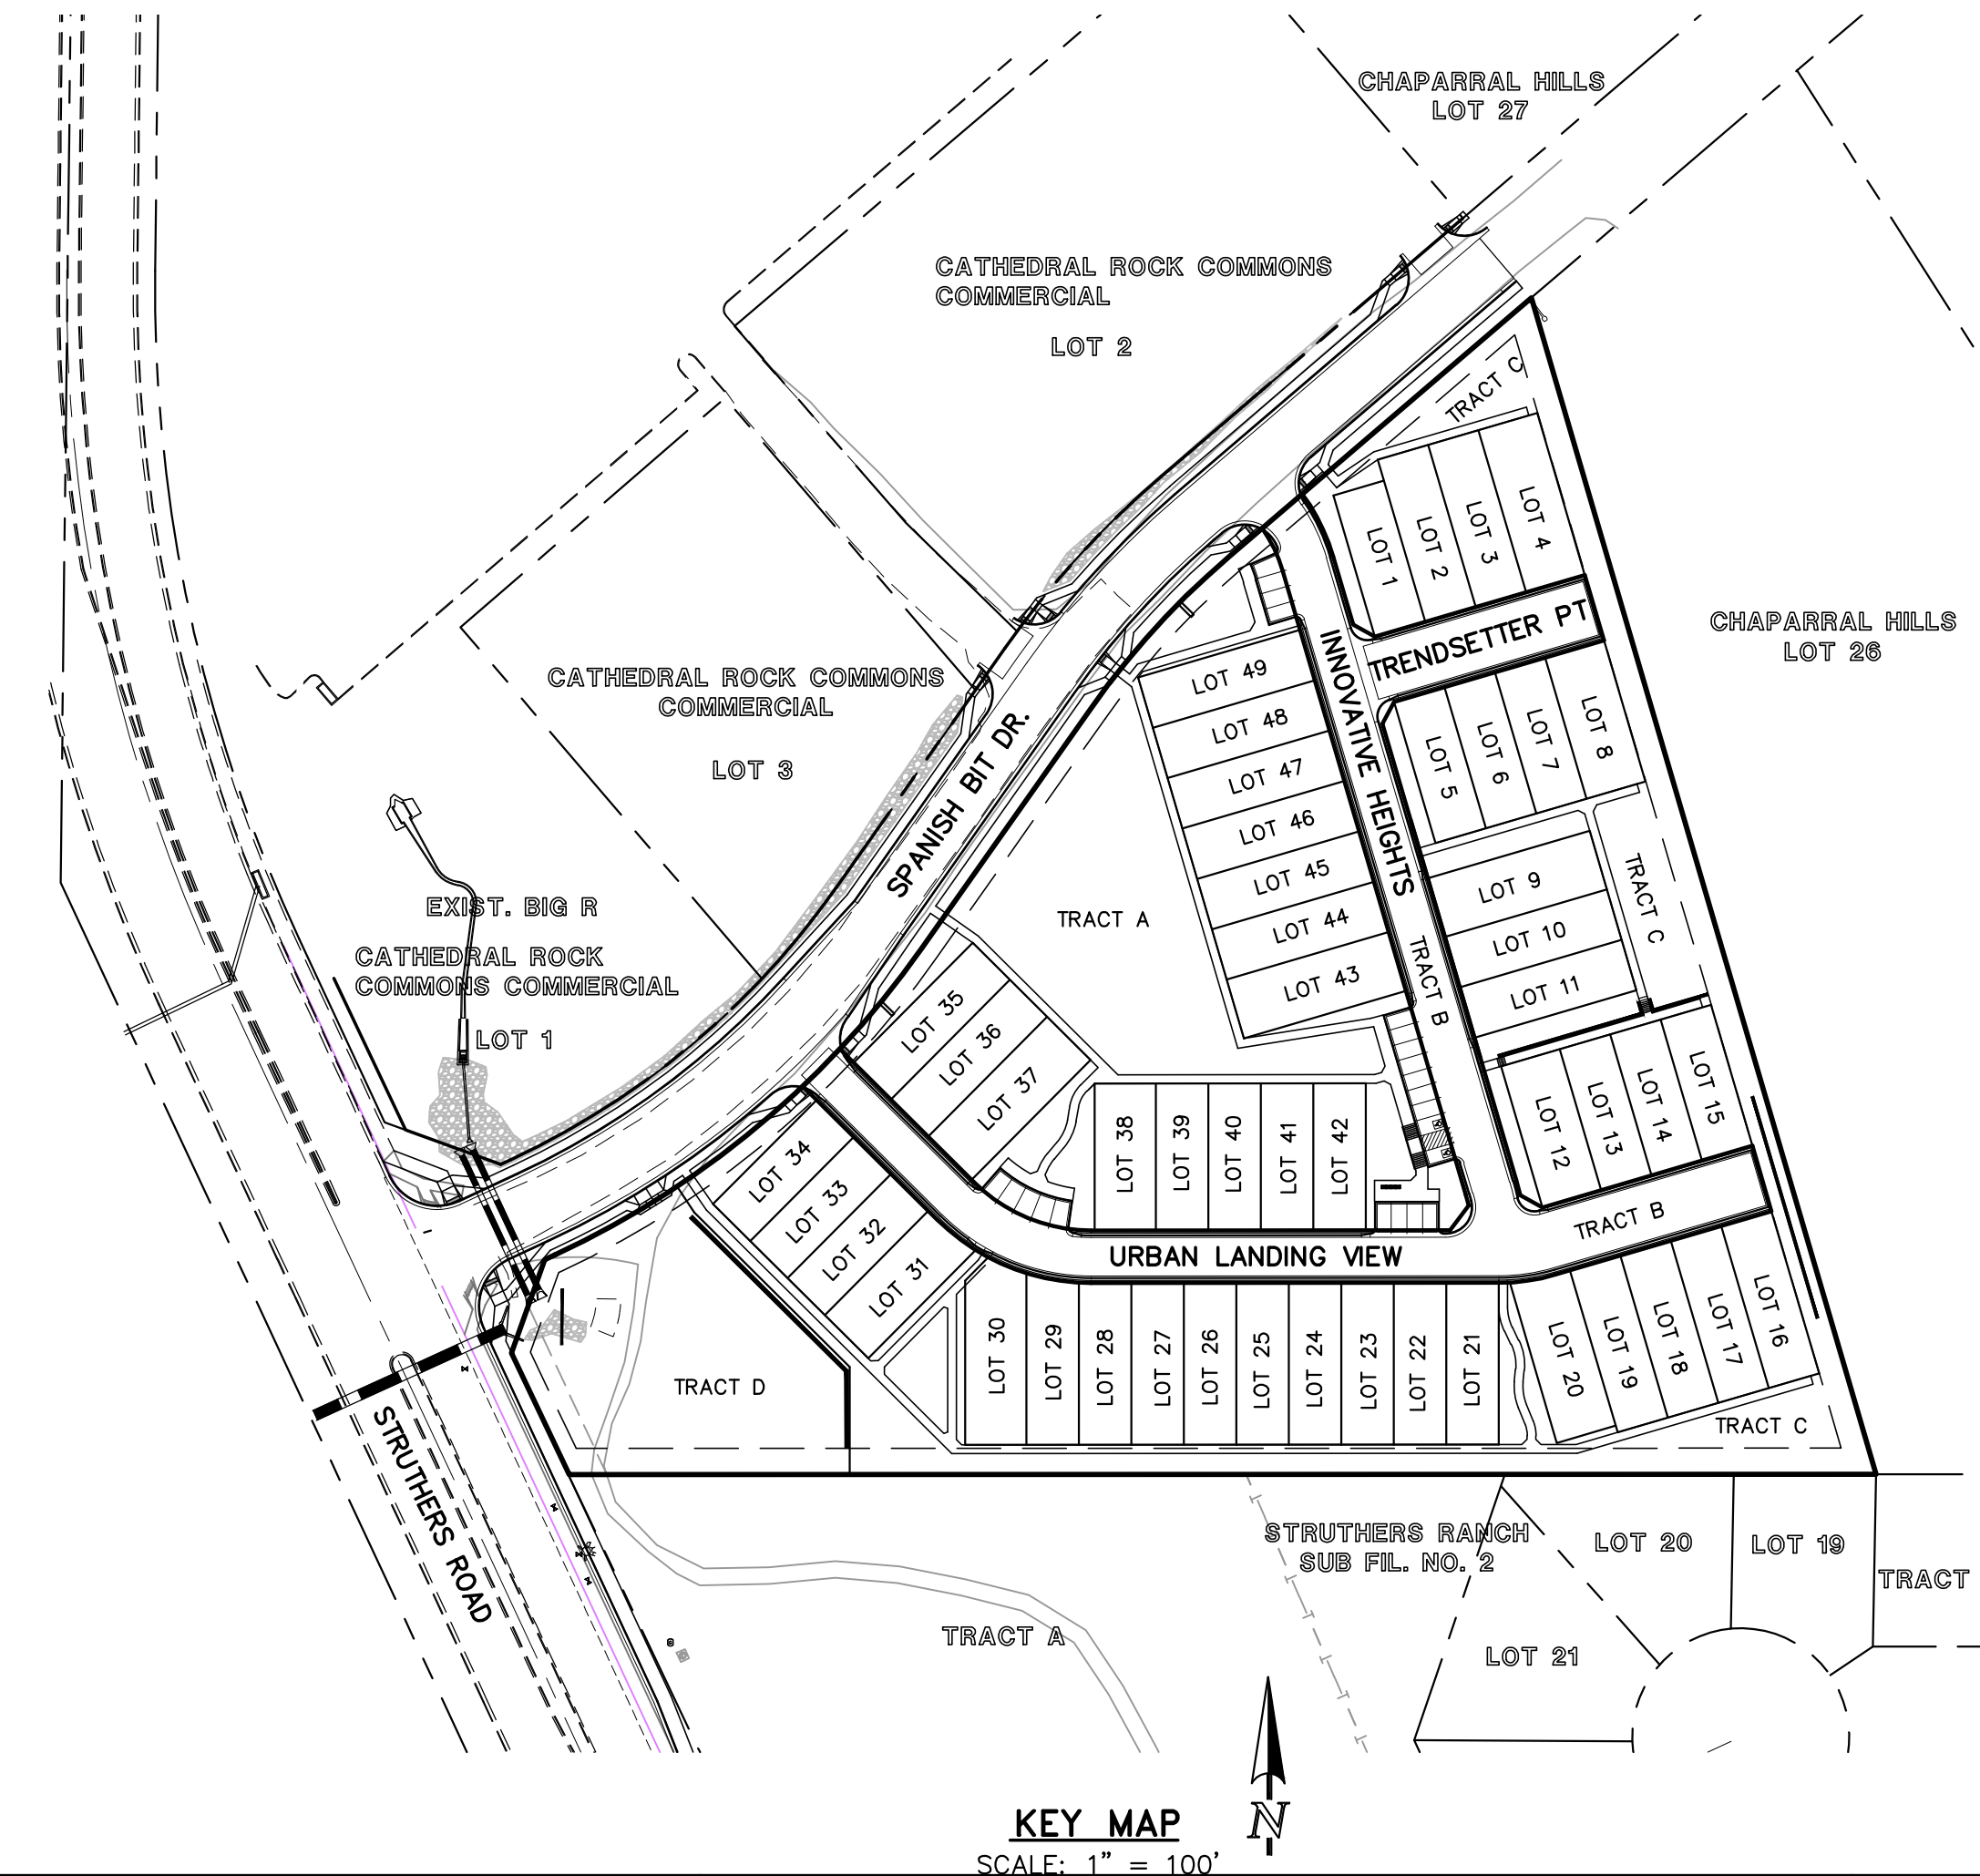 CHAPARRAL HILLS
LOT 27
CATHEDRAL ROCK COMMONS
COMMERCIAL
LOT 2
TRACT C
LOT 1
LOT 2
LOT 3
LOT 4
TRENDSETTER PT
CHAPARRAL HILLS
LOT 26
INNOVATIVE HEIGHTS
CATHEDRAL ROCK COMMONS
COMMERCIAL
LOT 3
SPANISH BIT DR.
LOT 49
LOT 48
LOT 47
LOT 46
LOT 45
LOT 44
LOT 43
LOT 5
LOT 6
LOT 7
LOT 8
LOT 9
LOT 10
LOT 11
TRACT C
TRACT A
TRACT B
EXIST. BIG R
CATHEDRAL ROCK
COMMONS COMMERCIAL
LOT 1
LOT 35
LOT 36
LOT 37
LOT 38
LOT 39
LOT 40
LOT 41
LOT 42
LOT 12
LOT 13
LOT 14
LOT 15
LOT 34
LOT 33
LOT 32
LOT 31
URBAN LANDING VIEW
TRACT B
LOT 30
LOT 29
LOT 28
LOT 27
LOT 26
LOT 25
LOT 24
LOT 23
LOT 22
LOT 21
LOT 20
LOT 19
LOT 18
LOT 17
LOT 16
TRACT D
TRACT C
STRUTHERS ROAD
STRUTHERS RANCH
SUB FIL. NO. 2
LOT 20
LOT 19
TRACT
LOT 21
TRACT A
N
KEY MAP
SCALE: 1" = 100'